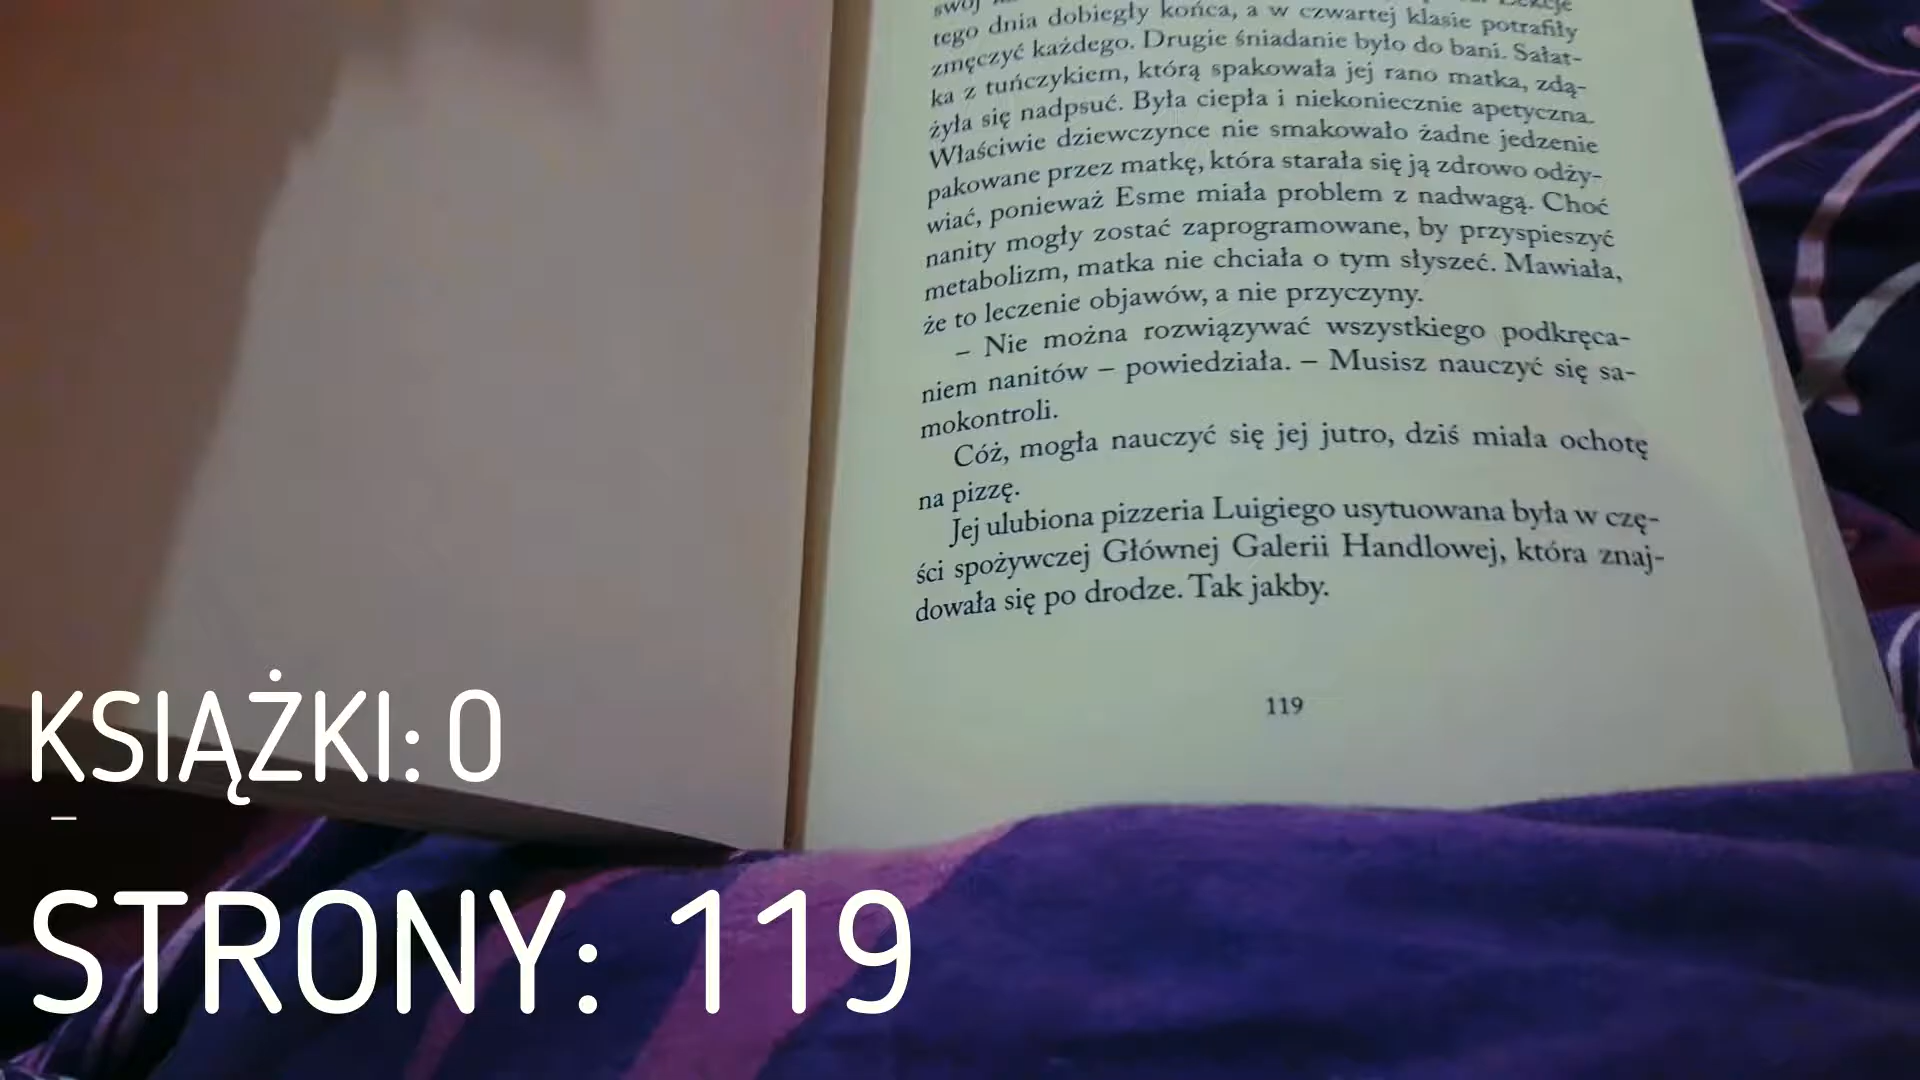 swój
tego dnia dobiegły końca, a w czwartej klasie potrafiły
zmęczyć każdego. Drugie śniadanie było do bani. Sałat-
ka z tuńczykiem, którą spakowała jej rano matka, zdą-
żyła się nadpsuć. Była ciepła i niekoniecznie apetyczna.
Właściwie dziewczynce nie smakowało żadne jedzenie
pakowane przez matkę, która starała się ją zdrowo odży-
wiać, ponieważ Esme miała problem z nadwagą. Choć
nanity mogły zostać zaprogramowane, by przyspieszyć
metabolizm, matka nie chciała o tym słyszeć. Mawiała,
że to leczenie objawów, a nie przyczyny.
– Nie można rozwiązywać wszystkiego podkręca-
niem nanitów – powiedziała. – Musisz nauczyć się sa-
mokontroli.
Cóż, mogła nauczyć się jej jutro, dziś miała ochotę
na pizzę.
Jej ulubiona pizzeria Luigiego usytuowana była w czę-
ści spożywczej Głównej Galerii Handlowej, która znaj-
dowała się po drodze. Tak jakby.
119
KSIĄŻKI: 0
–
STRONY: 119